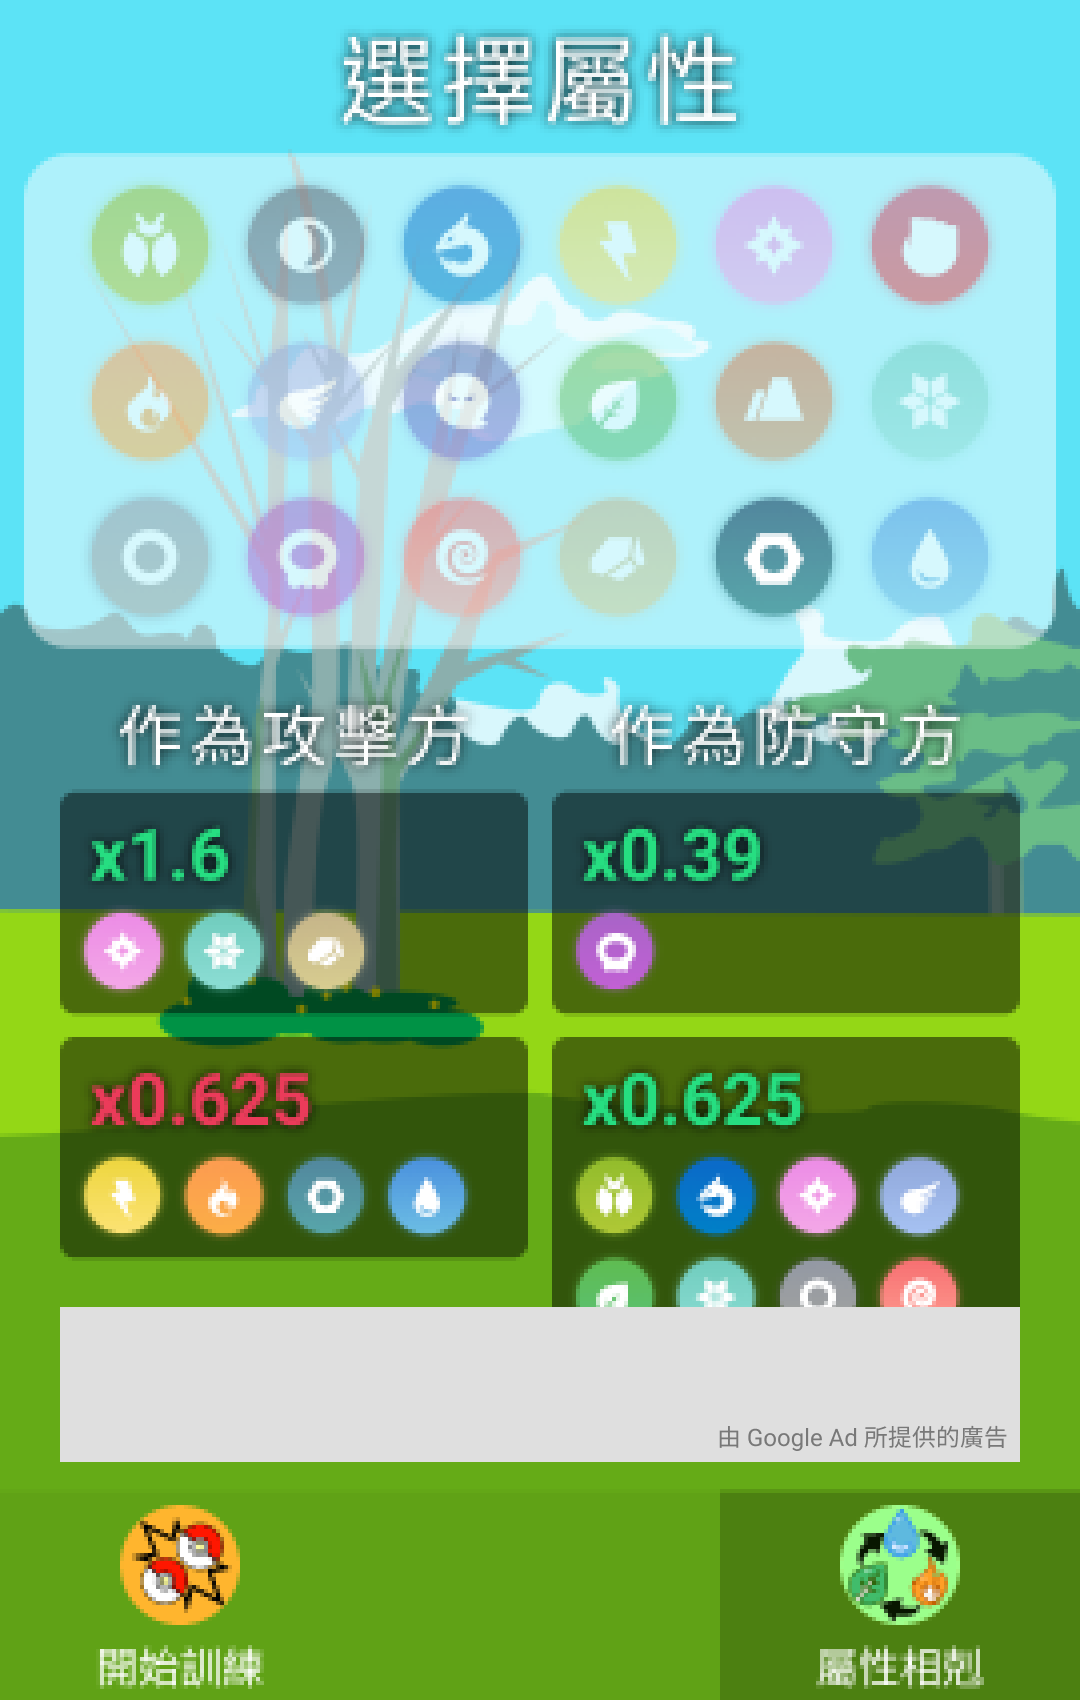 選擇屬性
作為攻擊方 作為防守方
x1.6 x0.39
x0.625 x0.625
由 Google Ad 所提供的廣告
開始訓練 屬性相剋